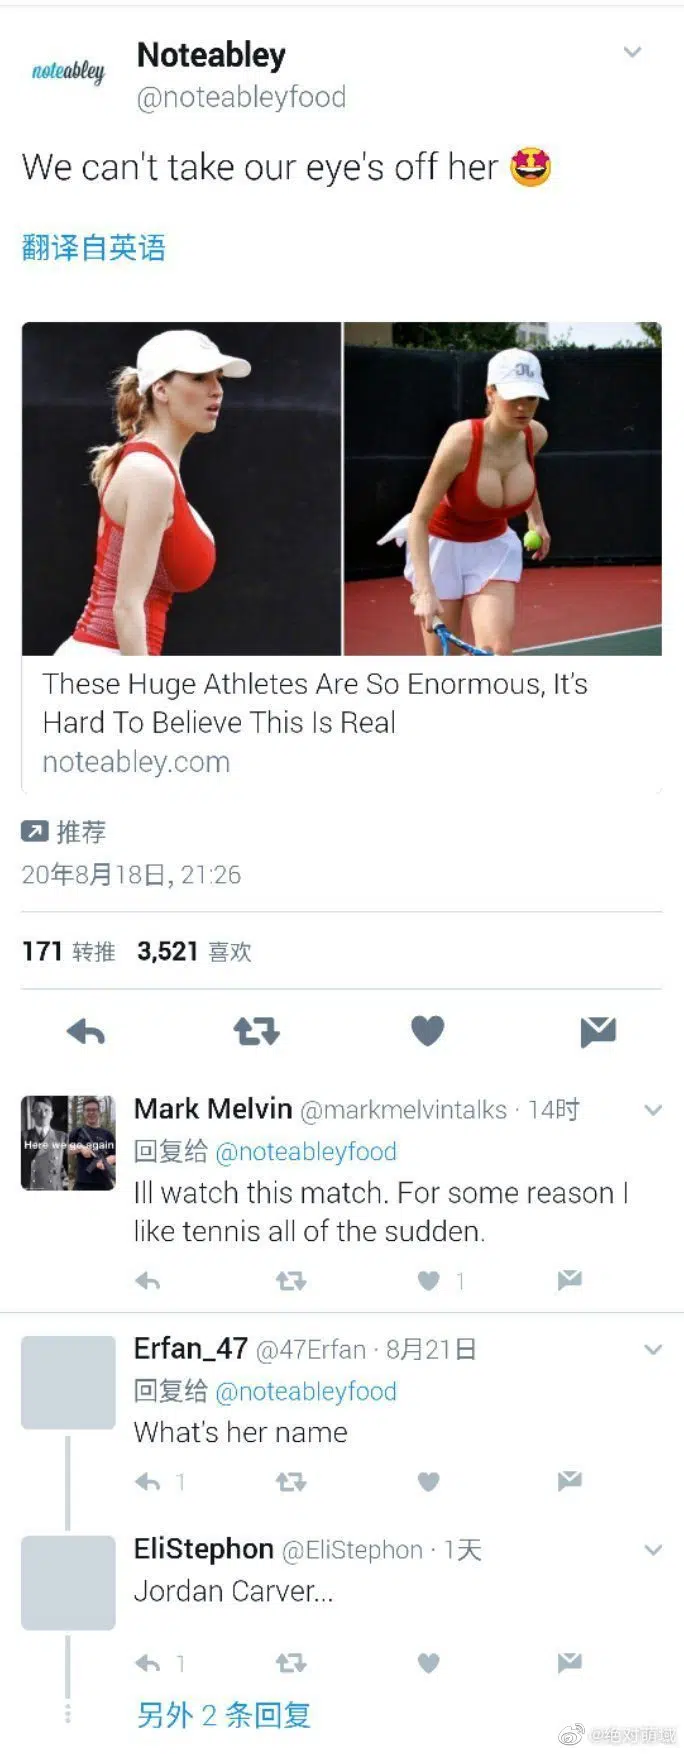 noteabley
Noteabley
@noteableyfood
We can't take our eye's off her
翻译自英语
These Huge Athletes Are So Enormous, It's
Hard To Believe This Is Real
noteabley.com
推荐
20年8月18日, 21:26
171 转推 3,521 喜欢
Mark Melvin @markmelvintalks · 14时
Here we go again
回复给 @noteableyfood
Ill watch this match. For some reason I
like tennis all of the sudden.
1
Erfan_47 @47Erfan · 8月21日
回复给 @noteableyfood
What's her name
1
EliStephon @EliStephon · 1天
Jordan Carver...
1
另外 2 条回复
@绝对萌域